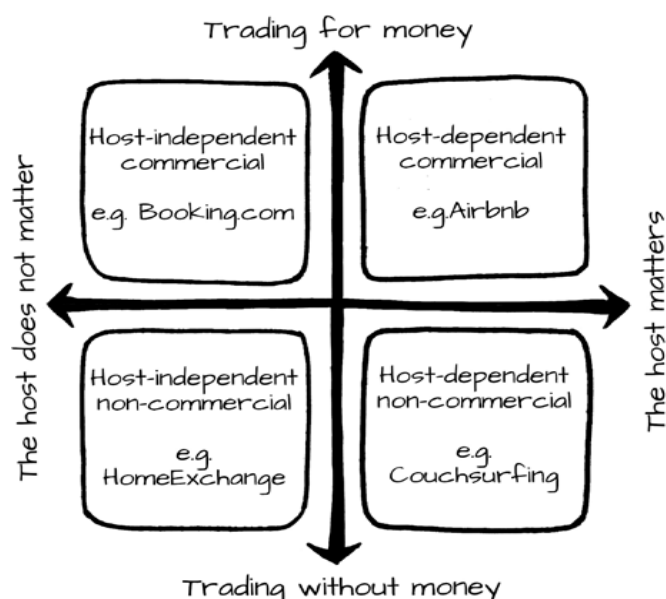 Trading for money
Host-independent
commercial
e.g. Booking.com
Host-dependent
commercial
e.g.Airbnb
The host does not matter
The host matters
Host-independent
non-commercial
e.g.
HomeExchange
Host-dependent
non-commercial
e.g.
Couchsurfing
Trading without money